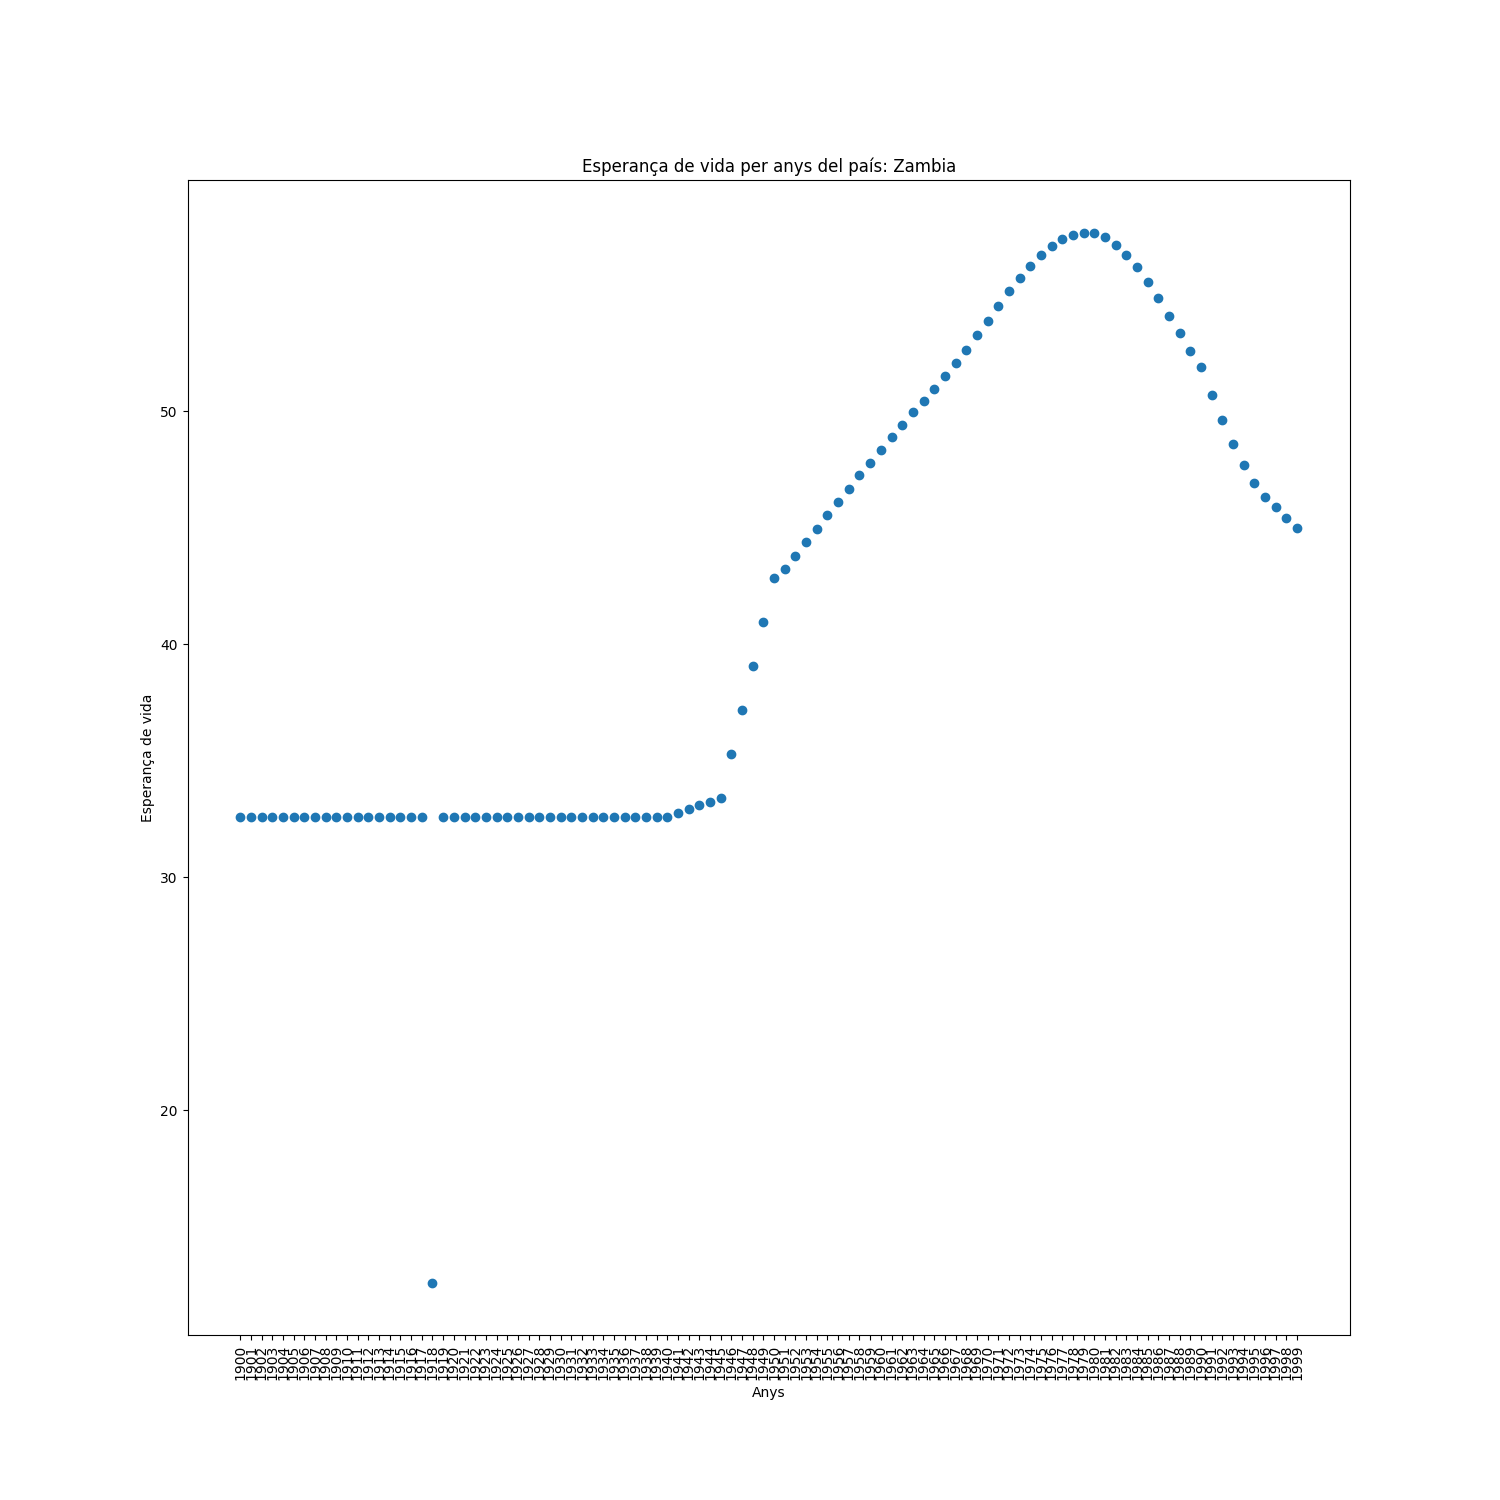 Esperança de vida per anys del país: Zambia
50
40
30
20
Esperança de vida
1900 1901 1902 1903 1904 1905 1906 1907 1908 1909 1910 1911 1912 1913 1914 1915 1916 1917 1918 1919 1920 1921 1922 1923 1924 1925 1926 1927 1928 1929 1930 1931 1932 1933 1934 1935 1936 1937 1938 1939 1940 1941 1942 1943 1944 1945 1946 1947 1948 1949 1950 1951 1952 1953 1954 1955 1956 1957 1958 1959 1960 1961 1962 1963 1964 1965 1966 1967 1968 1969 1970 1971 1972 1973 1974 1975 1976 1977 1978 1979 1980 1981 1982 1983 1984 1985 1986 1987 1988 1989 1990 1991 1992 1993 1994 1995 1996 1997 1998 1999
Anys